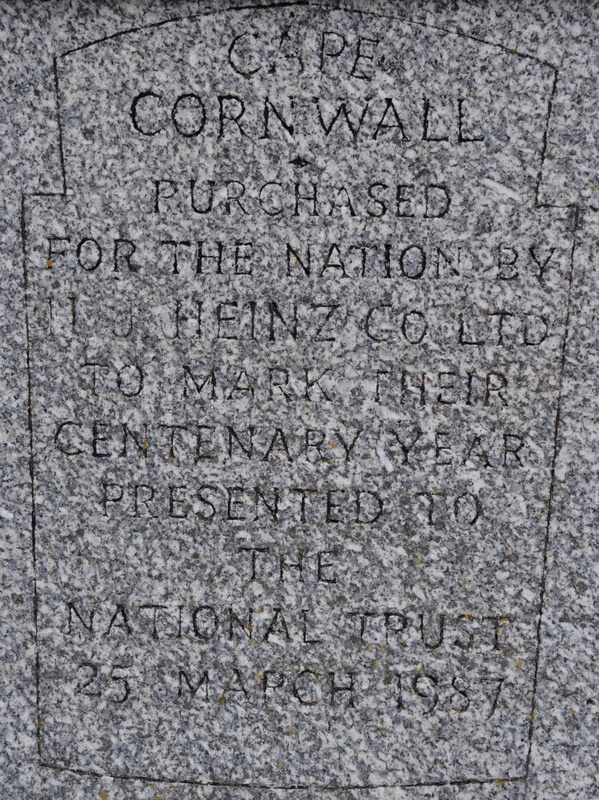 CAPE
CORNWALL
PURCHASED
FOR THE NATION BY
H J HEINZ CO LTD
TO MARK THEIR
CENTENARY YEAR
PRESENTED TO
THE
NATIONAL TRUST
25 MARCH 1987